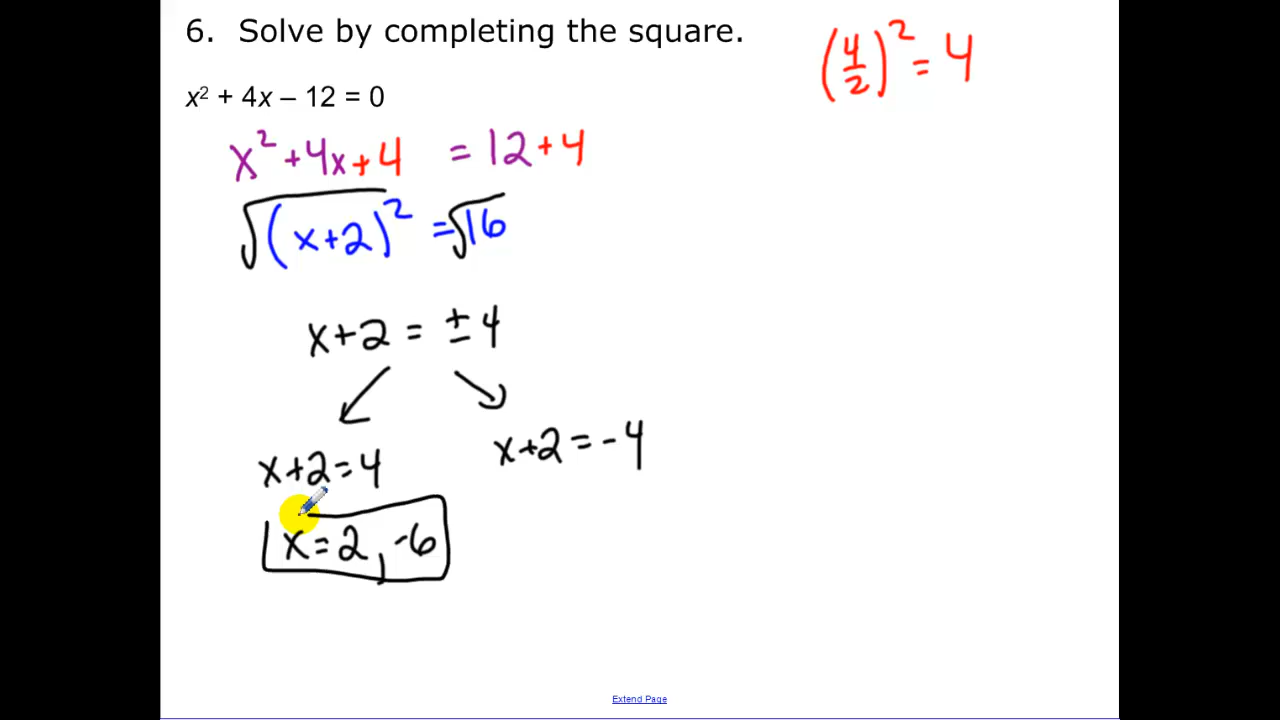 6. Solve by completing the square.
(4/2)² = 4
x² + 4x – 12 = 0
x² + 4x + 4 = 12 + 4
√(x+2)² = √16
x+2 = ±4
x+2 = -4
x+2 = 4
x = 2, -6
Extend Page